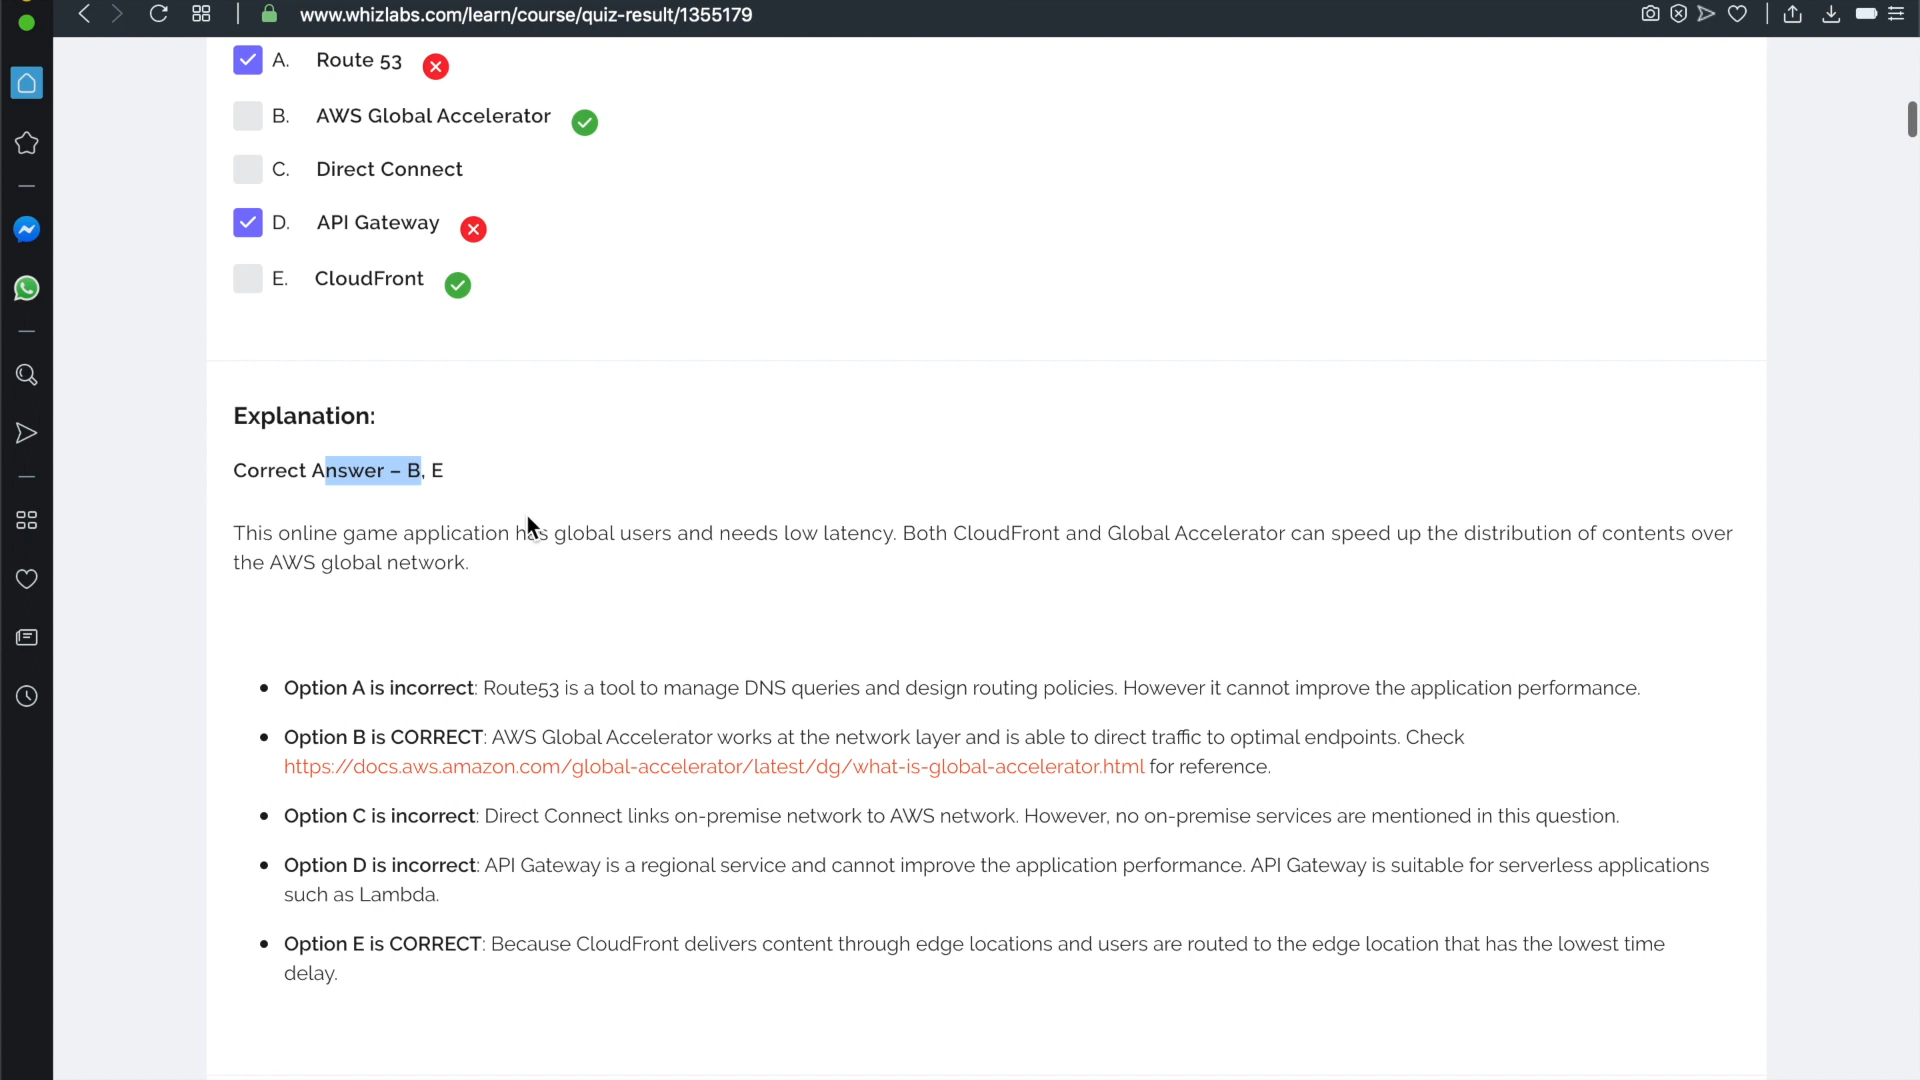 www.whizlabs.com/learn/course/quiz-result/1355179
A. Route 53
B. AWS Global Accelerator
C. Direct Connect
D. API Gateway
E. CloudFront
Explanation:
Correct Answer – B, E
This online game application has global users and needs low latency. Both CloudFront and Global Accelerator can speed up the distribution of contents over
the AWS global network.
Option A is incorrect: Route53 is a tool to manage DNS queries and design routing policies. However it cannot improve the application performance.
Option B is CORRECT: AWS Global Accelerator works at the network layer and is able to direct traffic to optimal endpoints. Check
https://docs.aws.amazon.com/global-accelerator/latest/dg/what-is-global-accelerator.html for reference.
Option C is incorrect: Direct Connect links on-premise network to AWS network. However, no on-premise services are mentioned in this question.
Option D is incorrect: API Gateway is a regional service and cannot improve the application performance. API Gateway is suitable for serverless applications
such as Lambda.
Option E is CORRECT: Because CloudFront delivers content through edge locations and users are routed to the edge location that has the lowest time
delay.